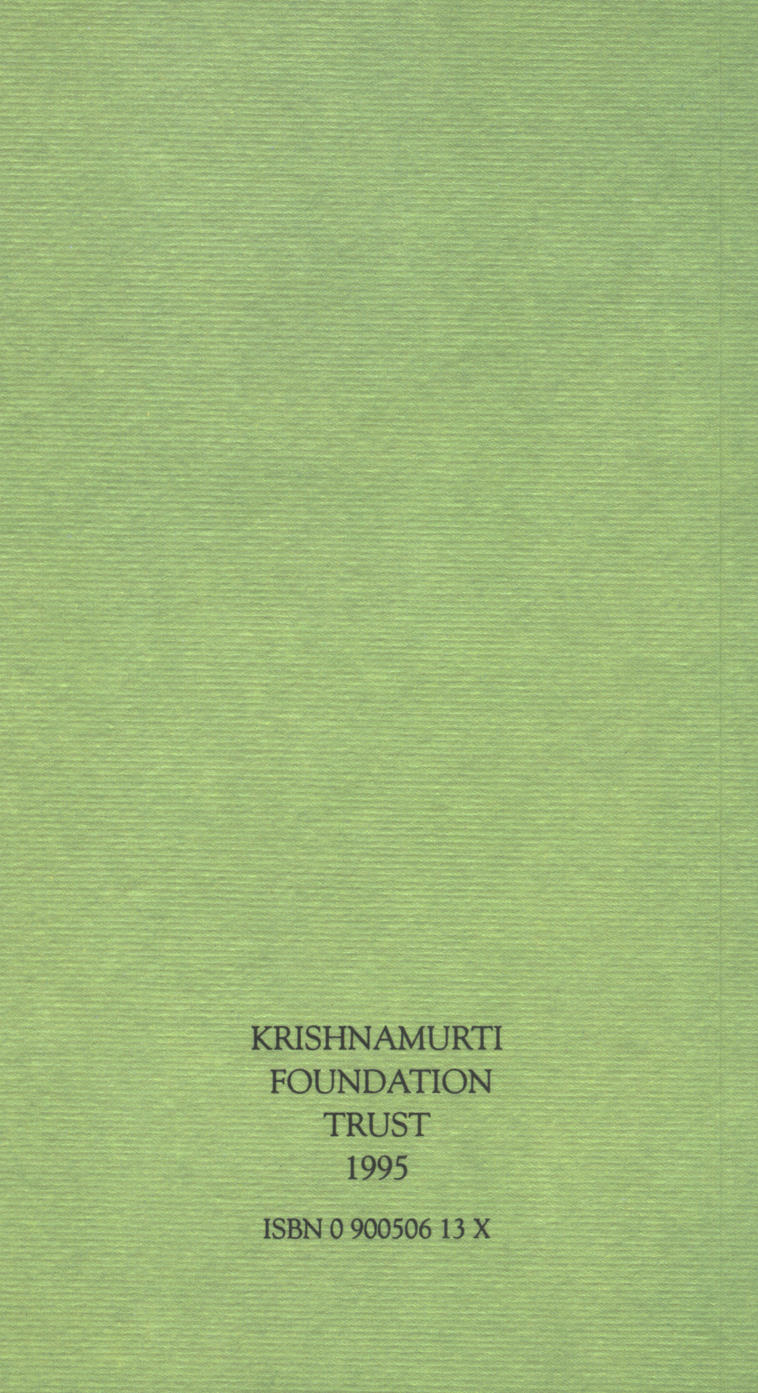 KRISHNAMURTI
FOUNDATION
TRUST
1995
ISBN 0 900506 13 X